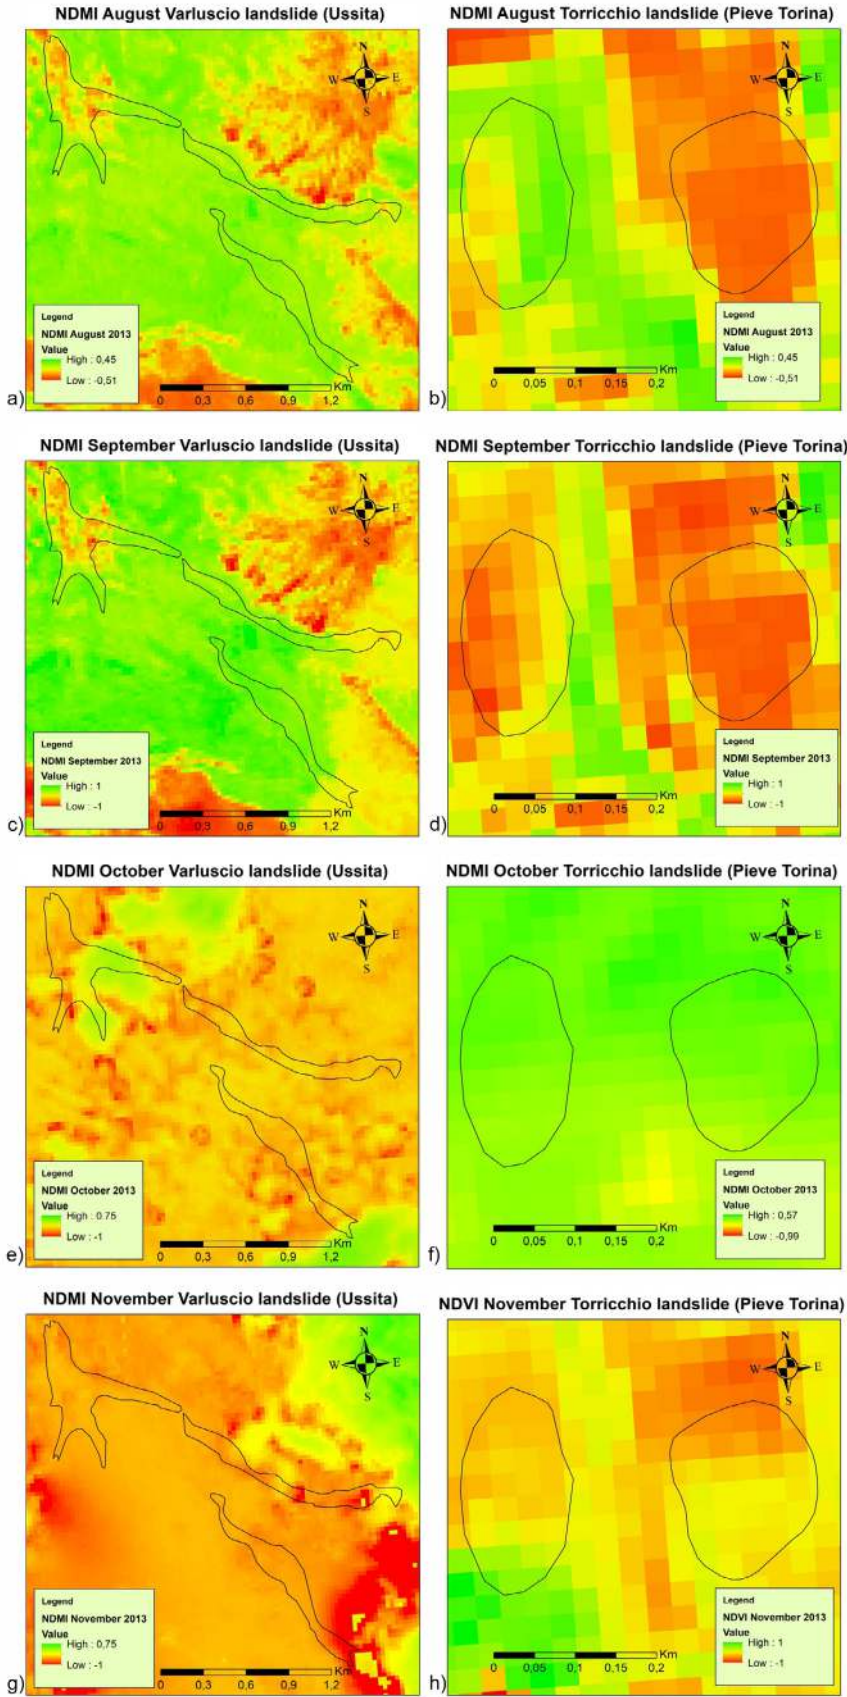 NDMI August Varluscio landslide (Ussita)
N
W E
S
Legend
NDMI August 2013
Value
High : 0,45
Low : -0,51
Km
0 0,3 0,6 0,9 1,2
a)
NDMI August Torricchio landslide (Pieve Torina)
N
W E
S
Legend
NDMI August 2013
Value
High : 0,45
Low : -0,51
Km
0 0,05 0,1 0,15 0,2
b)
NDMI September Varluscio landslide (Ussita)
N
W E
S
Legend
NDMI September 2013
Value
High : 1
Low : -1
Km
0 0,3 0,6 0,9 1,2
c)
NDMI September Torricchio landslide (Pieve Torina)
N
W E
S
Legend
NDMI September 2013
Value
High : 1
Low : -1
Km
0 0,05 0,1 0,15 0,2
d)
NDMI October Varluscio landslide (Ussita)
N
W E
S
Legend
NDMI October 2013
Value
High : 0.75
Low : -1
Km
0 0,3 0,6 0,9 1,2
e)
NDMI October Torricchio landslide (Pieve Torina)
N
W E
S
Legend
NDMI October 2013
Value
High : 0,57
Low : -0,99
Km
0 0,05 0,1 0,15 0,2
f)
NDMI November Varluscio landslide (Ussita)
N
W E
S
Legend
NDMI November 2013
Value
High : 0,75
Low : -1
Km
0 0,3 0,6 0,9 1,2
g)
NDVI November Torricchio landslide (Pieve Torina)
N
W E
S
Legend
NDVI November 2013
Value
High : 1
Low : -1
Km
0 0,05 0,1 0,15 0,2
h)